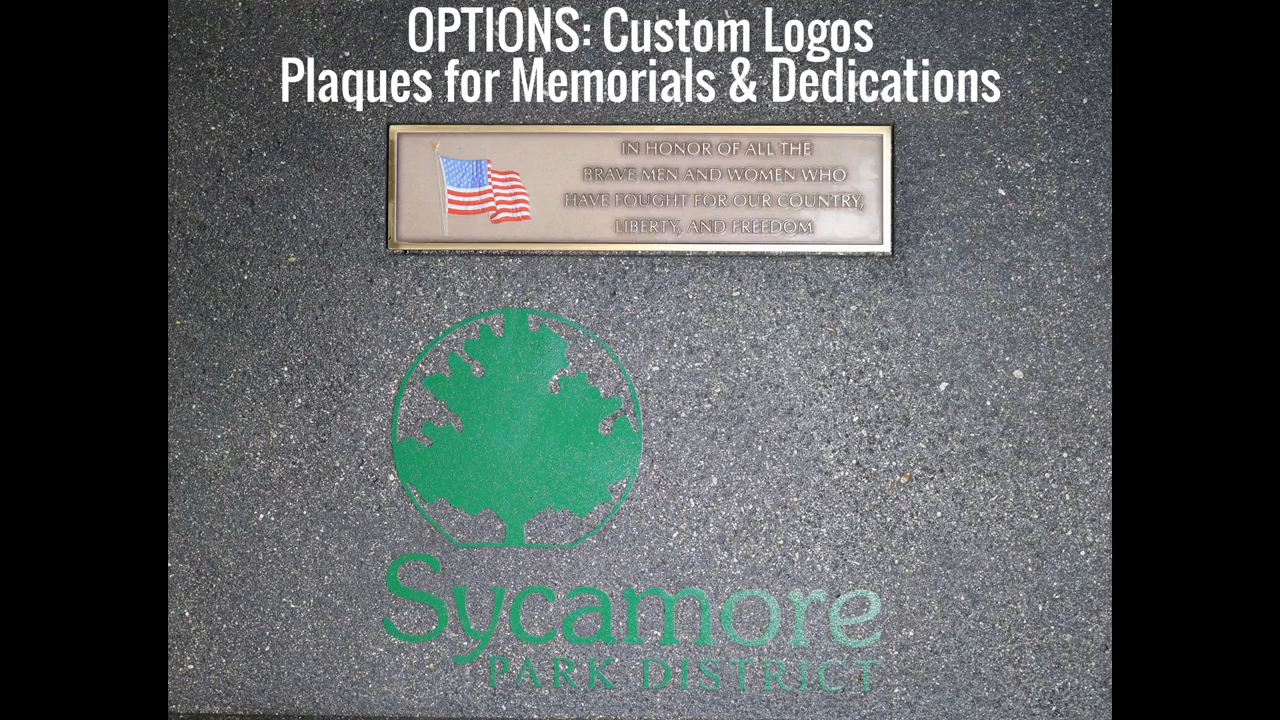 OPTIONS: Custom Logos
Plaques for Memorials & Dedications
IN HONOR OF ALL THE
BRAVE MEN AND WOMEN WHO
HAVE FOUGHT FOR OUR COUNTRY,
LIBERTY, AND FREEDOM
Sycamore
PARK DISTRICT